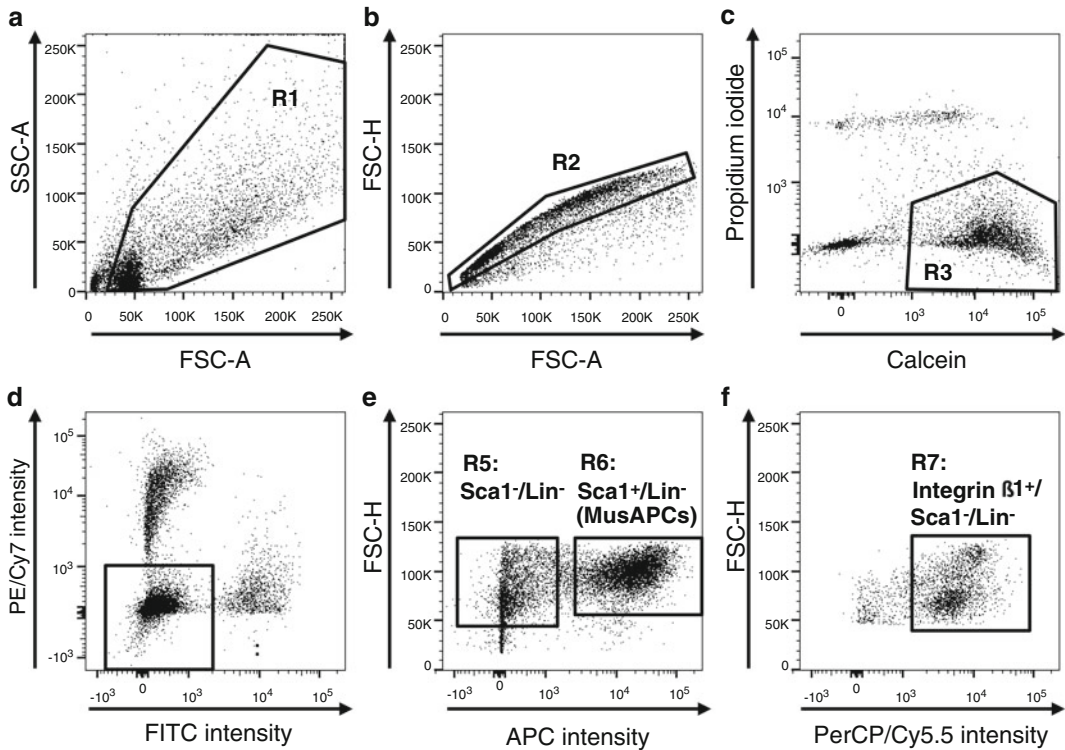 a
SSC-A
250K
200K
150K
100K
50K
0
R1
0
50K
100K
150K
200K
250K
FSC-A
b
FSC-H
250K
200K
150K
100K
50K
0
R2
50K
100K
150K
200K
250K
FSC-A
c
Propidium iodide
10⁵
10⁴
10³
R3
0
10³
10⁴
10⁵
Calcein
d
PE/Cy7 intensity
10⁵
10⁴
10³
-10³
-10³
0
10³
10⁴
10⁵
FITC intensity
e
FSC-H
250K
200K
150K
100K
50K
0
R5:
Sca1⁻/Lin⁻
R6:
Sca1⁺/Lin⁻
(MusAPCs)
-10³
0
10³
10⁴
10⁵
APC intensity
f
FSC-H
250K
200K
150K
100K
50K
0
R7:
Integrin ß1⁺/
Sca1⁻/Lin⁻
-10³
0
10³
10⁴
10⁵
PerCP/Cy5.5 intensity